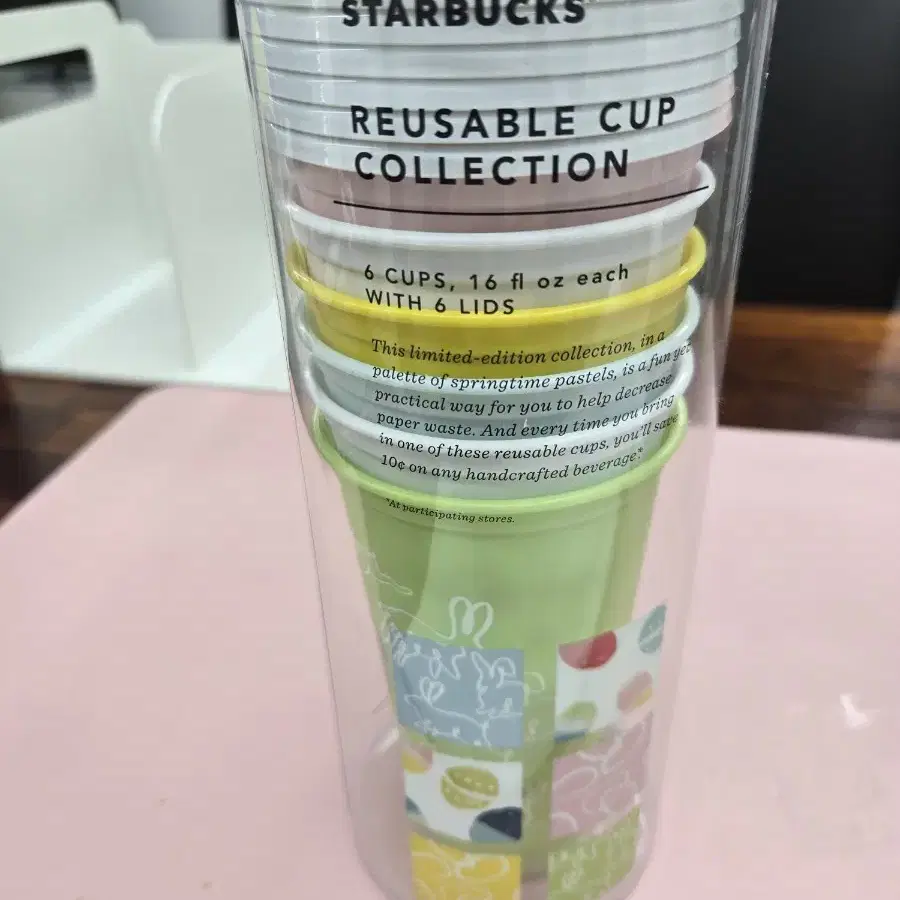 STARBUCKS
REUSABLE CUP
COLLECTION
6 CUPS, 16 fl oz each
WITH 6 LIDS
This limited-edition collection, in a
palette of springtime pastels, is a fun yet
practical way for you to help decrease
paper waste. And every time you bring
in one of these reusable cups, you'll save
10¢ on any handcrafted beverage.*
*At participating stores.